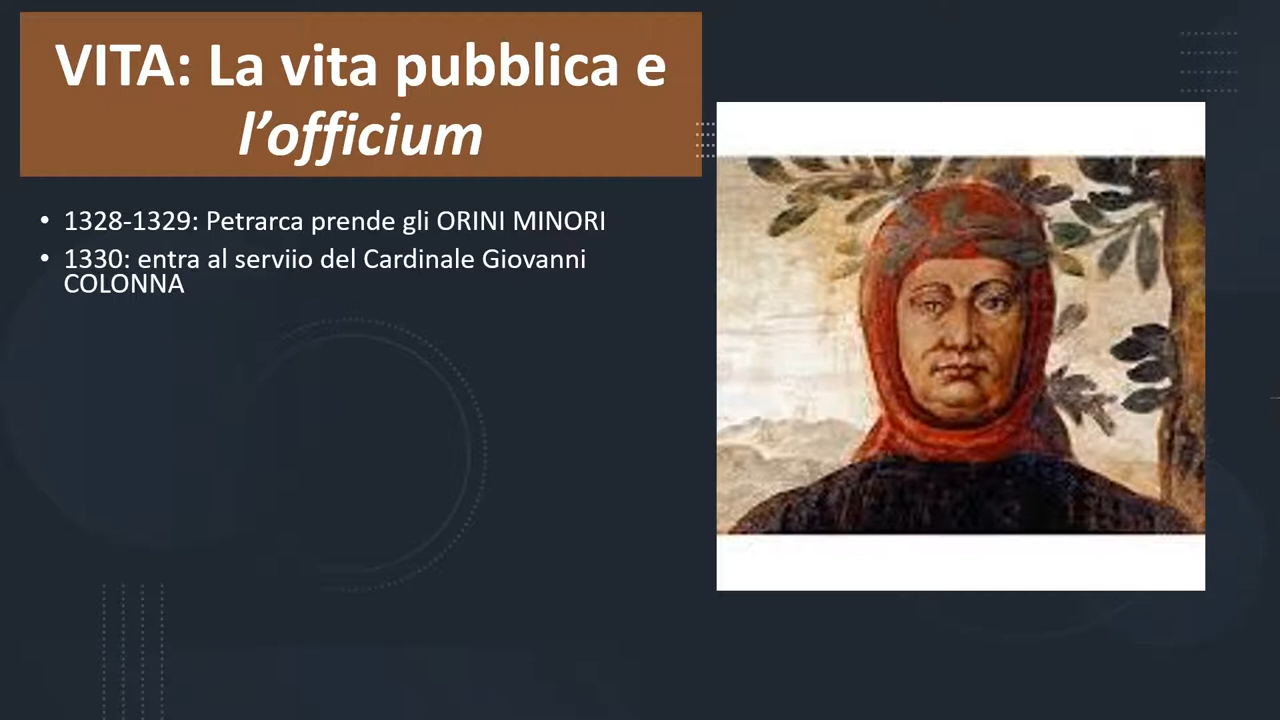 VITA: La vita pubblica e
l’officium
• 1328-1329: Petrarca prende gli ORINI MINORI
• 1330: entra al serviio del Cardinale Giovanni
COLONNA